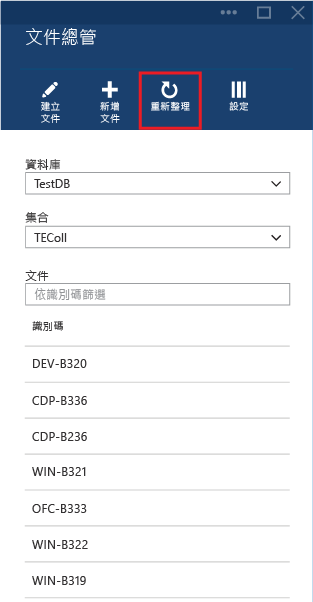 文件總管
建立
文件
新增
文件
重新整理
設定
資料庫
TestDB
集合
TEColl
文件
依識別碼篩選
識別碼
DEV-B320
CDP-B336
CDP-B236
WIN-B321
OFC-B333
WIN-B322
WIN-B319